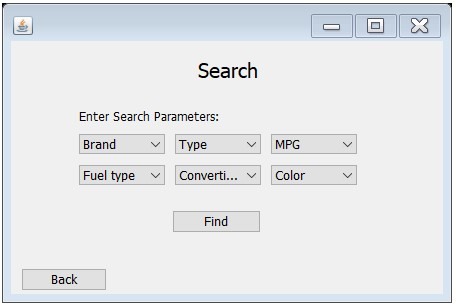 Search
Enter Search Parameters:
Brand Type MPG
Fuel type Converti... Color
Find
Back